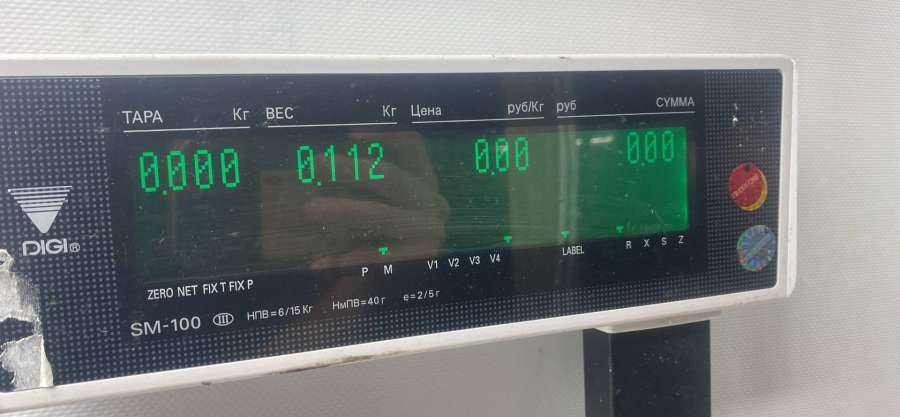 ТАРА Кг ВЕС Кг Цена руб/Кг руб СУММА
0.000 0.112 0.00 0.00
DIGI®
ZERO NET FIX T FIX P P M V1 V2 V3 V4 LABEL R X S Z
SM-100 III НПВ=6/15 Кг НмПВ=40 г e=2/5 г